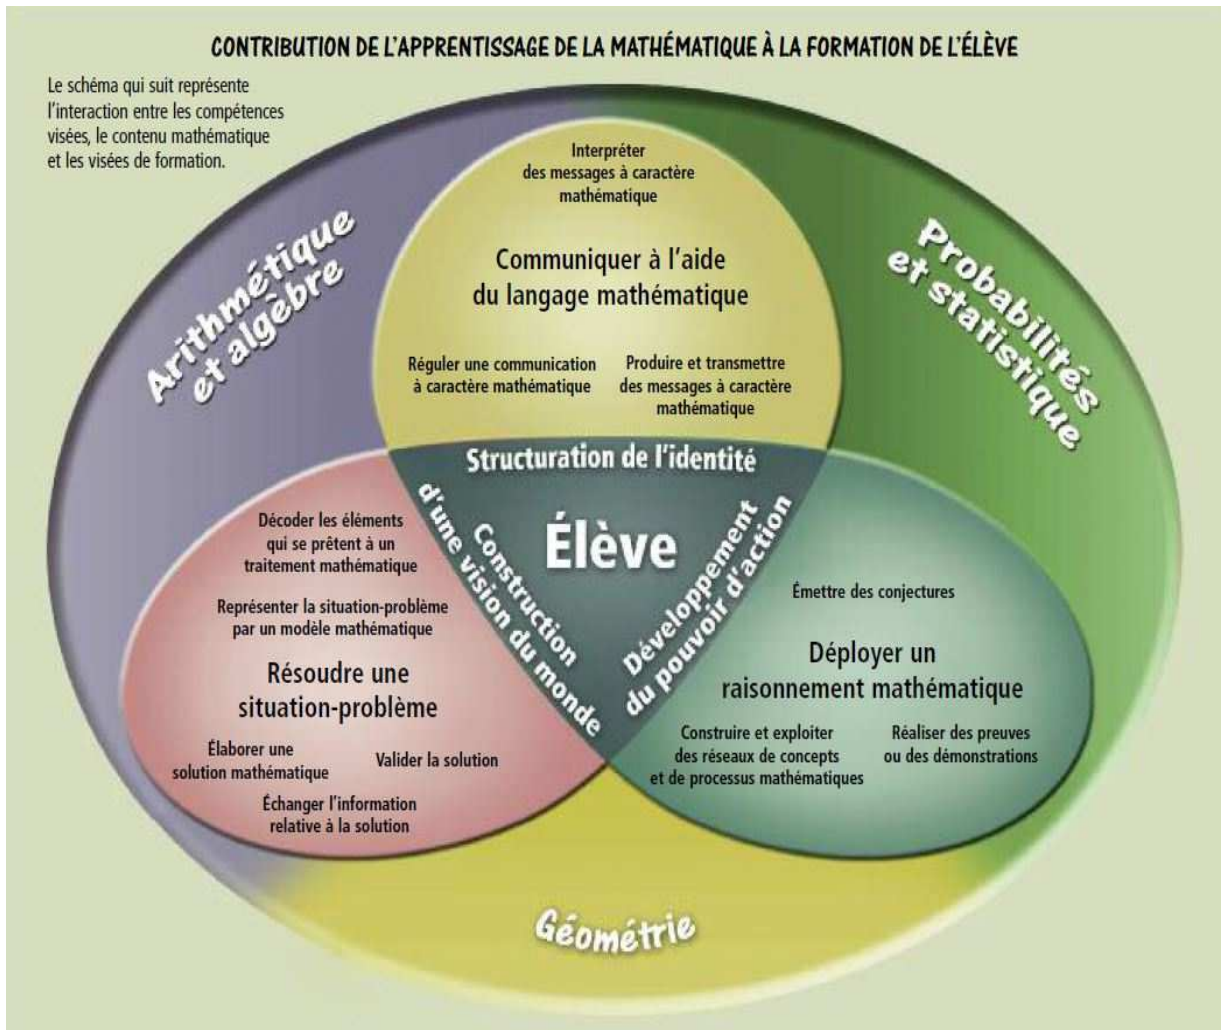 CONTRIBUTION DE L'APPRENTISSAGE DE LA MATHÉMATIQUE À LA FORMATION DE L'ÉLÈVE
Le schéma qui suit représente
l'interaction entre les compétences
visées, le contenu mathématique
et les visées de formation.
Arithmétique
et algèbre
Probabilités
et statistique
Interpréter
des messages à caractère
mathématique
Communiquer à l'aide
du langage mathématique
Réguler une communication
à caractère mathématique
Produire et transmettre
des messages à caractère
mathématique
Structuration de l'identité
Élève
Construction
d'une vision du monde
Développement
du pouvoir d'action
Décoder les éléments
qui se prêtent à un
traitement mathématique
Représenter la situation-problème
par un modèle mathématique
Résoudre une
situation-problème
Élaborer une
solution mathématique
Valider la solution
Échanger l'information
relative à la solution
Émettre des conjectures
Déployer un
raisonnement mathématique
Construire et exploiter
des réseaux de concepts
et de processus mathématiques
Réaliser des preuves
ou des démonstrations
Géométrie